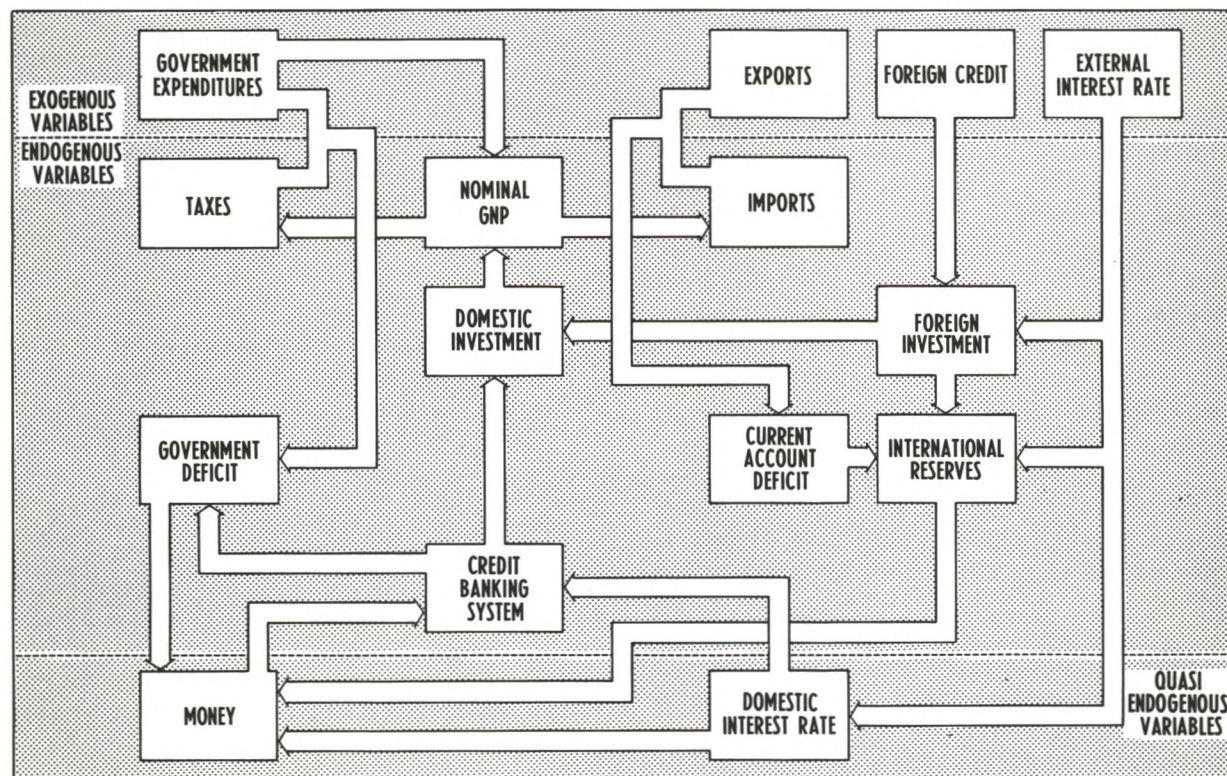 GOVERNMENT
EXPENDITURES
EXPORTS
FOREIGN CREDIT
EXTERNAL
INTEREST RATE
EXOGENOUS
VARIABLES
ENDOGENOUS
VARIABLES
TAXES
NOMINAL
GNP
IMPORTS
DOMESTIC
INVESTMENT
FOREIGN
INVESTMENT
GOVERNMENT
DEFICIT
CURRENT
ACCOUNT
DEFICIT
INTERNATIONAL
RESERVES
CREDIT
BANKING
SYSTEM
MONEY
DOMESTIC
INTEREST RATE
QUASI
ENDOGENOUS
VARIABLES